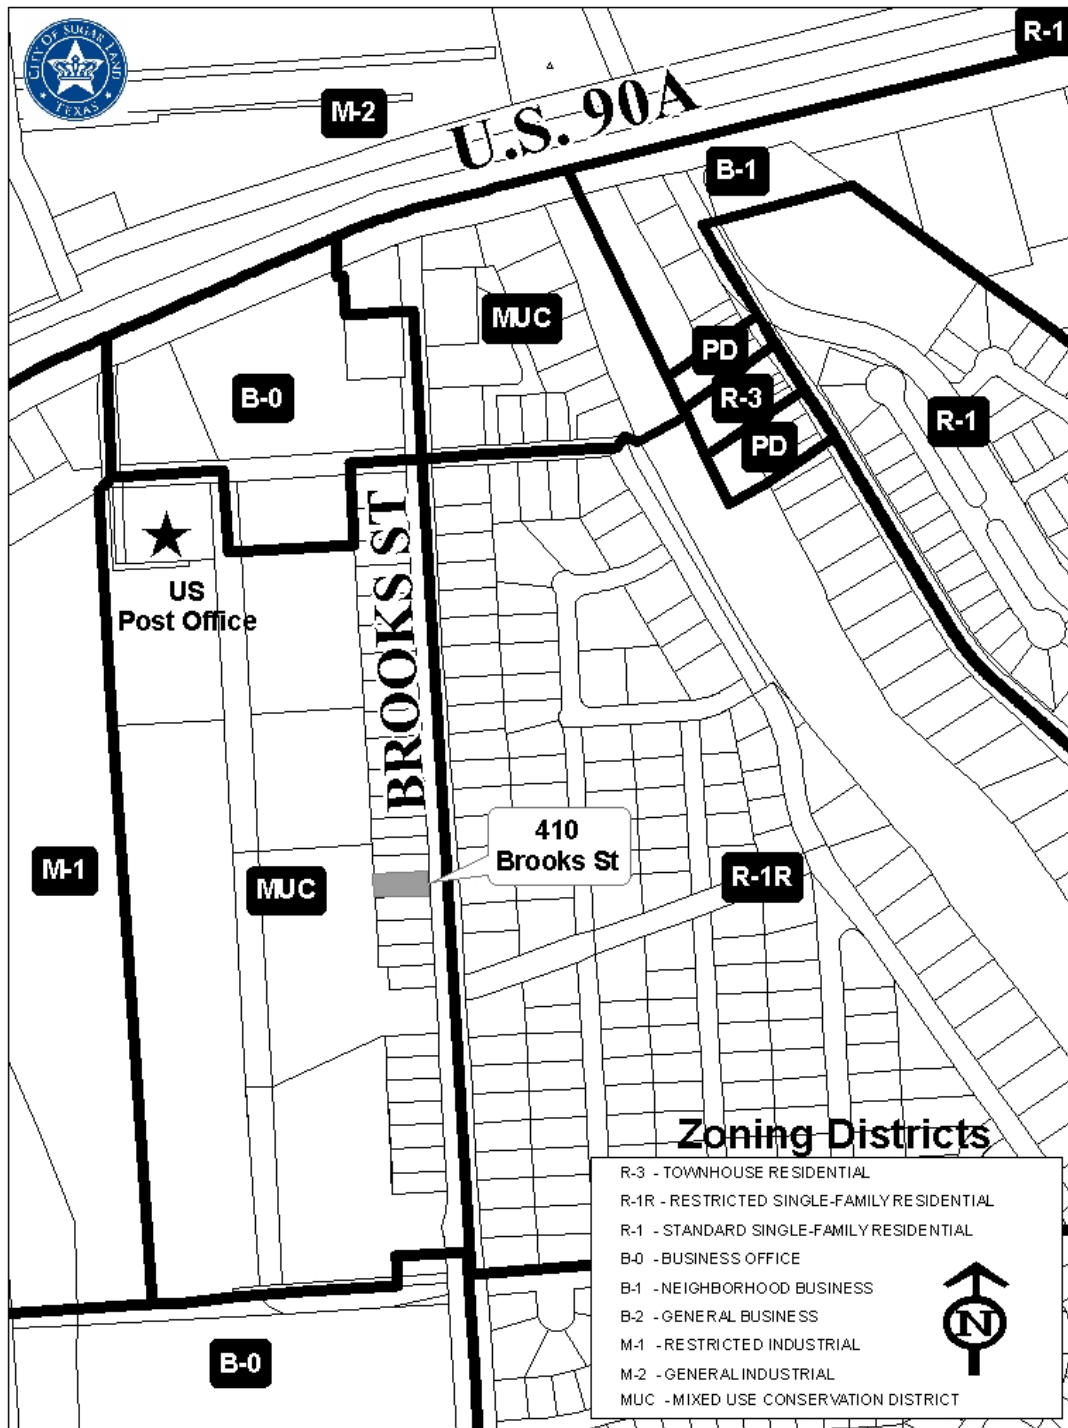 CITY OF SUGAR LAND
TEXAS
R-1
M-2
U.S. 90A
B-1
MUC
PD
B-0
R-3
R-1
PD
BROOKS ST
US
Post Office
410
Brooks St
M-1
MUC
R-1R
Zoning Districts
R-3 - TOWNHOUSE RESIDENTIAL
R-1R - RESTRICTED SINGLE-FAMILY RESIDENTIAL
R-1 - STANDARD SINGLE-FAMILY RESIDENTIAL
B-0 - BUSINESS OFFICE
B-1 - NEIGHBORHOOD BUSINESS
B-2 - GENERAL BUSINESS
M-1 - RESTRICTED INDUSTRIAL
M-2 - GENERAL INDUSTRIAL
MUC - MIXED USE CONSERVATION DISTRICT
N
B-0